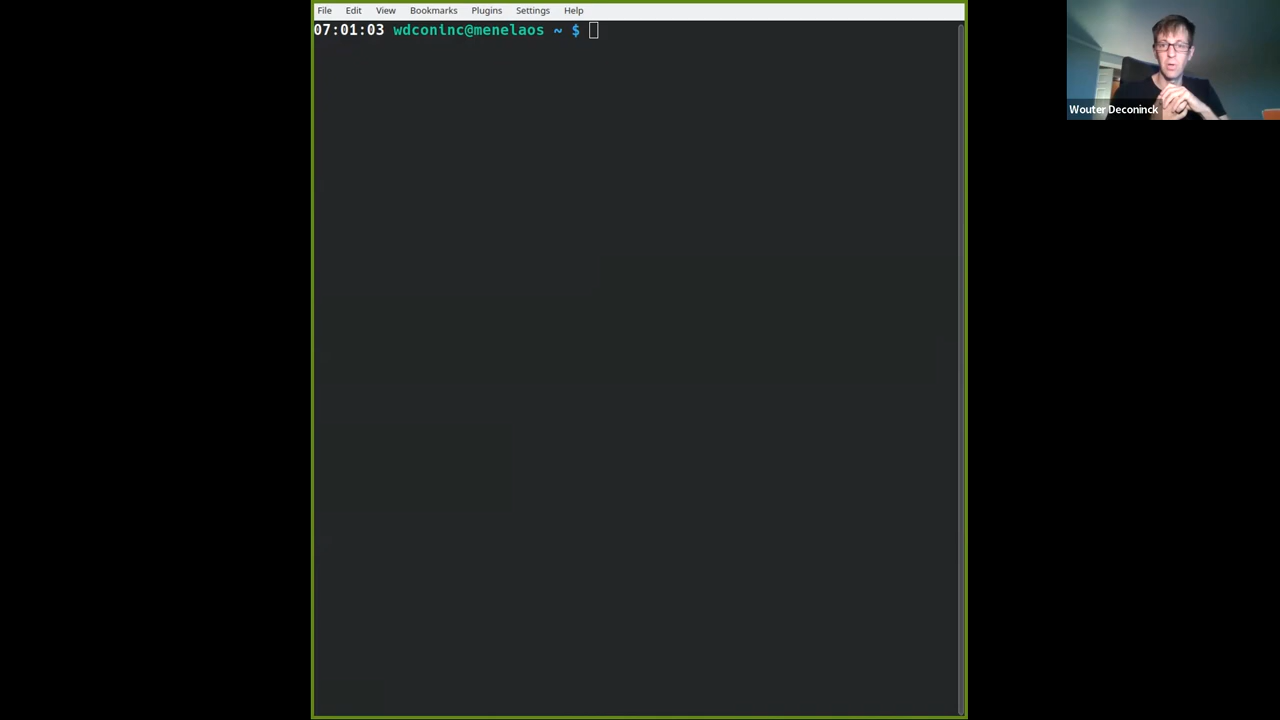 File Edit View Bookmarks Plugins Settings Help
07:01:03 wdconinc@menelaos ~ $
Wouter Deconinck